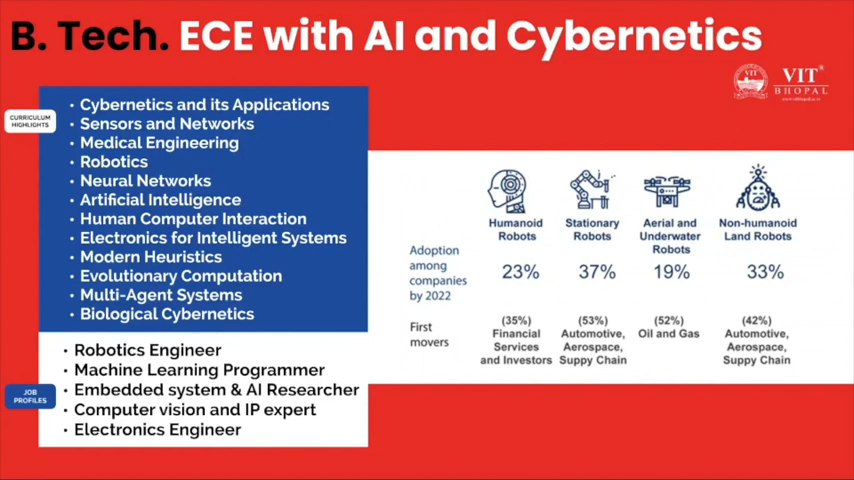 B. Tech. ECE with AI and Cybernetics
VIT
BHOPAL
www.vitbhopal.ac.in
CURRICULUM
HIGHLIGHTS
• Cybernetics and its Applications
• Sensors and Networks
• Medical Engineering
• Robotics
• Neural Networks
• Artificial Intelligence
• Human Computer Interaction
• Electronics for Intelligent Systems
• Modern Heuristics
• Evolutionary Computation
• Multi-Agent Systems
• Biological Cybernetics
JOB
PROFILES
• Robotics Engineer
• Machine Learning Programmer
• Embedded system & AI Researcher
• Computer vision and IP expert
• Electronics Engineer
Humanoid
Robots
Stationary
Robots
Aerial and
Underwater
Robots
Non-humanoid
Land Robots
Adoption
among
companies
by 2022
23%
37%
19%
33%
First
movers
(35%)
Financial
Services
and Investors
(53%)
Automotive,
Aerospace,
Suppy Chain
(52%)
Oil and Gas
(42%)
Automotive,
Aerospace,
Suppy Chain